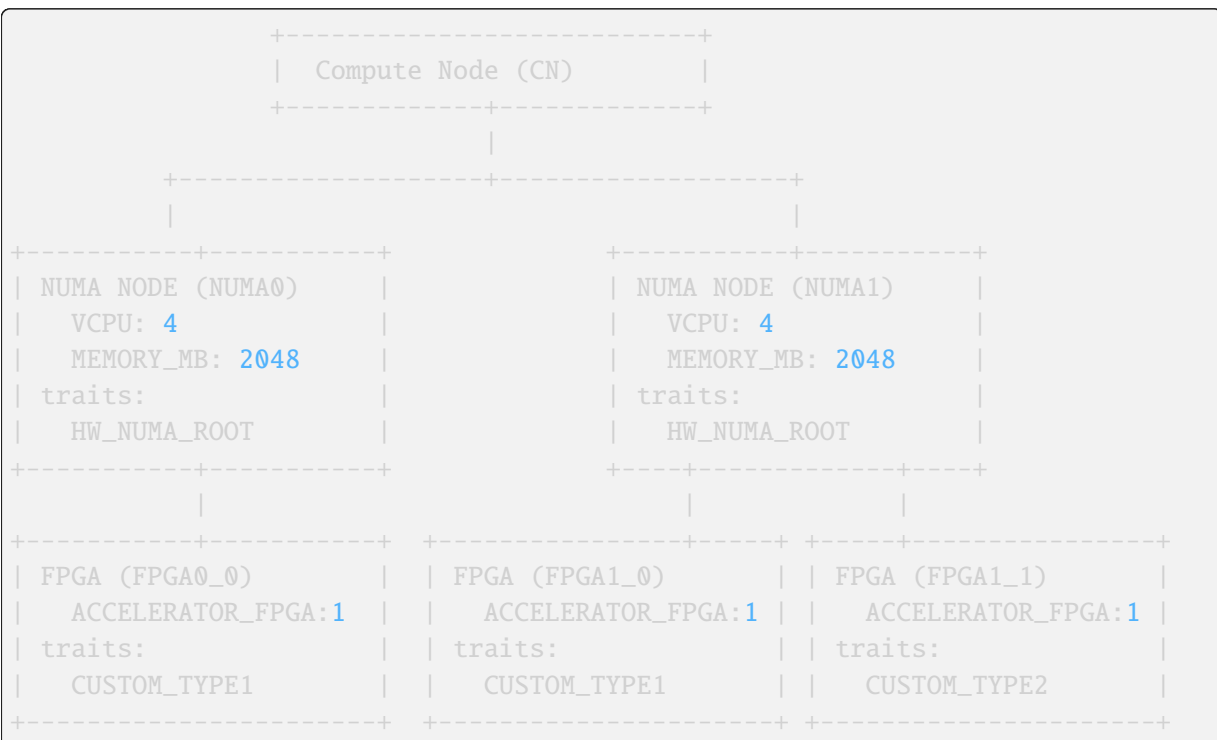 +---------------------------+
|  Compute Node (CN)        |
+-------------+-------------+
|
+--------------------+-------------------+
|                                        |
+-----------+-----------+              +-----------+-----------+
| NUMA NODE (NUMA0)     |              | NUMA NODE (NUMA1)     |
|   VCPU: 4             |              |   VCPU: 4             |
|   MEMORY_MB: 2048     |              |   MEMORY_MB: 2048     |
| traits:               |              | traits:               |
|   HW_NUMA_ROOT        |              |   HW_NUMA_ROOT        |
+-----------+-----------+              +----+-------------+----+
|                               |             |
+-----------+-----------+  +----------------+-----+ +-----+----------------+
| FPGA (FPGA0_0)        |  | FPGA (FPGA1_0)       | | FPGA (FPGA1_1)       |
|   ACCELERATOR_FPGA:1  |  |   ACCELERATOR_FPGA:1 | |   ACCELERATOR_FPGA:1 |
| traits:               |  | traits:              | | traits:              |
|   CUSTOM_TYPE1        |  |   CUSTOM_TYPE1       | |   CUSTOM_TYPE2       |
+-----------------------+  +----------------------+ +----------------------+